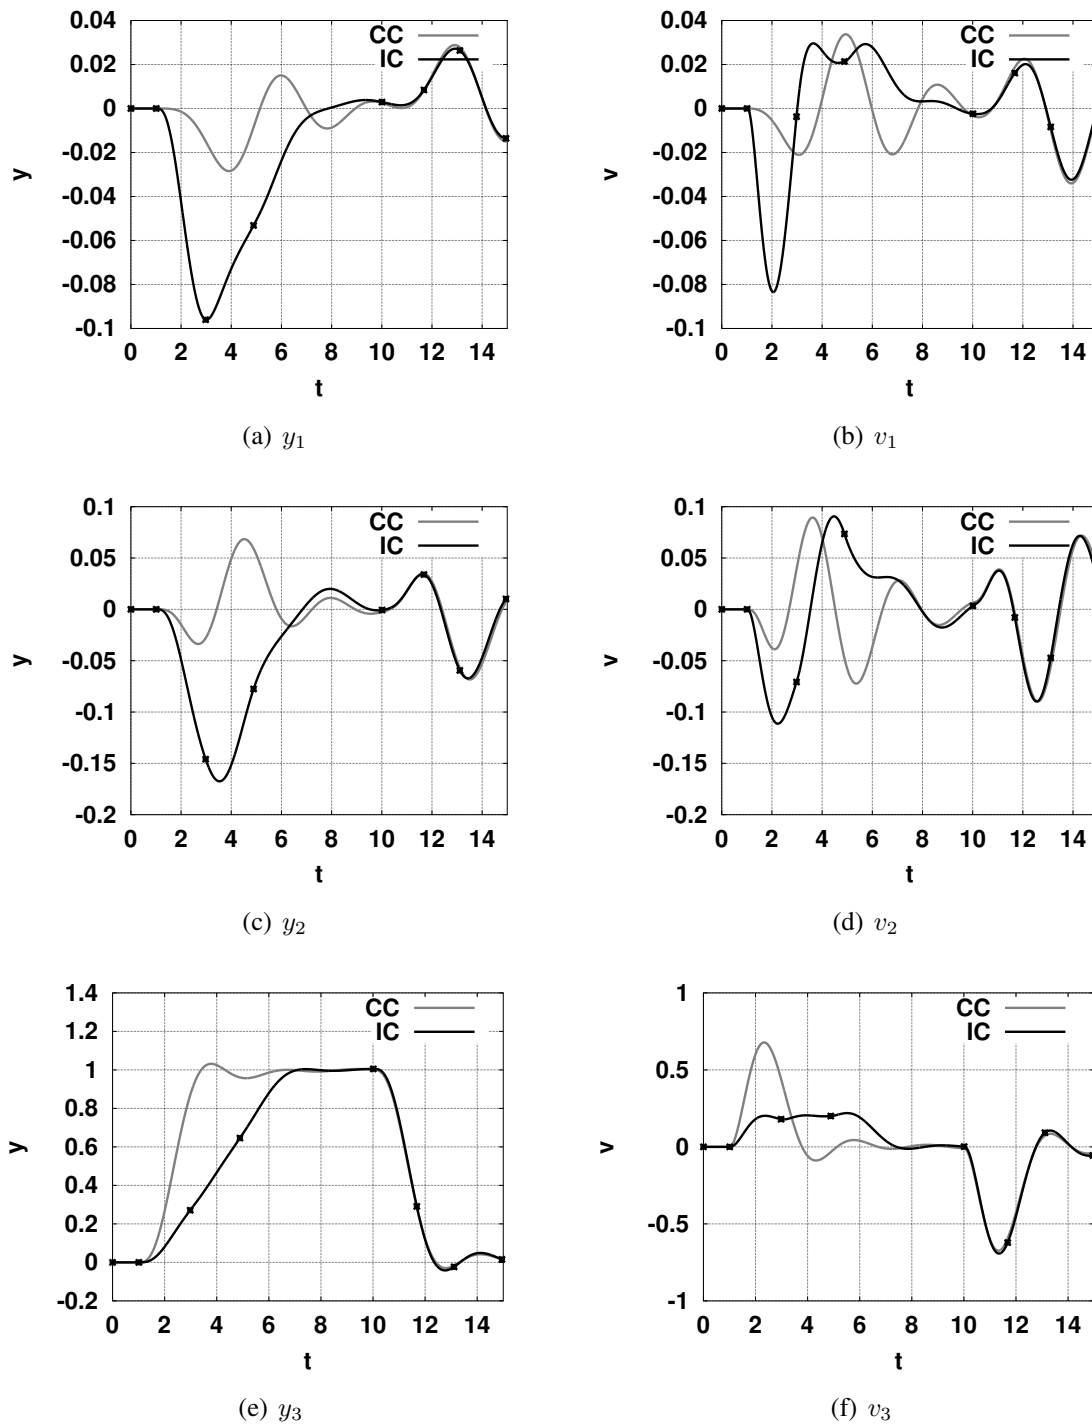 0.04
0.02
0
-0.02
-0.04
-0.06
-0.08
-0.1
y
0 2 4 6 8 10 12 14
t
CC
IC
(a) y1
0.04
0.02
0
-0.02
-0.04
-0.06
-0.08
-0.1
v
0 2 4 6 8 10 12 14
t
CC
IC
(b) v1
0.1
0.05
0
-0.05
-0.1
-0.15
-0.2
y
0 2 4 6 8 10 12 14
t
CC
IC
(c) y2
0.1
0.05
0
-0.05
-0.1
-0.15
-0.2
v
0 2 4 6 8 10 12 14
t
CC
IC
(d) v2
1.4
1.2
1
0.8
0.6
0.4
0.2
0
-0.2
y
0 2 4 6 8 10 12 14
t
CC
IC
(e) y3
1
0.5
0
-0.5
-1
v
0 2 4 6 8 10 12 14
t
CC
IC
(f) v3